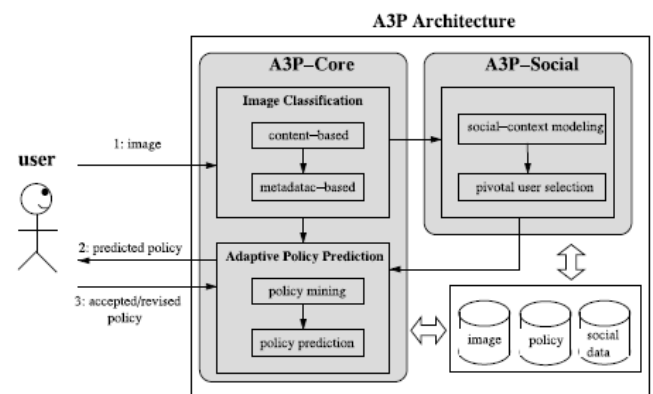 A3P Architecture
A3P–Core
A3P–Social
Image Classification
content–based
metadatac–based
social–context modeling
pivotal user selection
user
1: image
2: predicted policy
3: accepted/revised
policy
Adaptive Policy Prediction
policy mining
policy prediction
image
policy
social
data